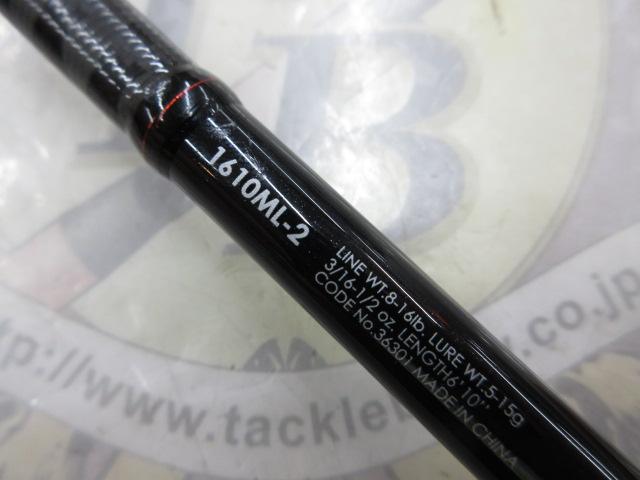 1610ML-2
LINE WT.8-16lb, LURE WT.5-15g
3/16-1/2 oz, LENGTH6'10"
CODE No.36301 MADE IN CHINA
B
http://www.tackle
.co.jp